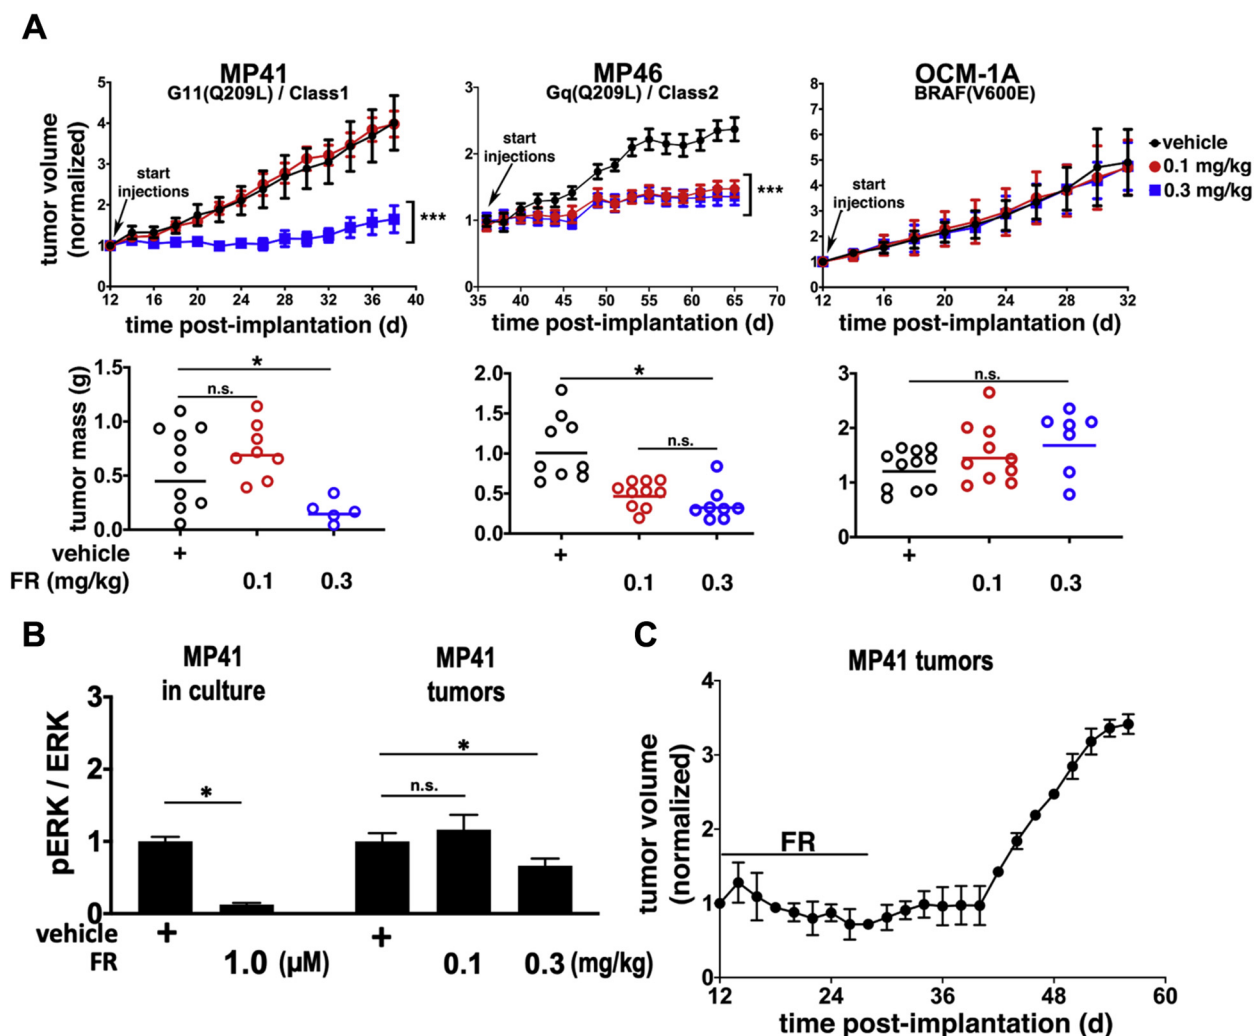 A
MP41
G11(Q209L) / Class1
MP46
Gq(Q209L) / Class2
OCM-1A
BRAF(V600E)
tumor volume
(normalized)
5
4
3
2
1
0
start
injections
***
12 16 20 24 28 32 36 40
time post-implantation (d)
3
2
1
0
start
injections
***
35 40 45 50 55 60 65 70
time post-implantation (d)
8
7
6
5
4
3
2
1
0
start
injections
12 16 20 24 28 32
time post-implantation (d)
vehicle
0.1 mg/kg
0.3 mg/kg
tumor mass (g)
1.5
1.0
0.5
0.0
*
n.s.
2.0
1.5
1.0
0.5
0.0
*
n.s.
3
2
1
0
n.s.
vehicle + + +
FR (mg/kg) 0.1 0.3 0.1 0.3 0.1 0.3
B
MP41
in culture
MP41
tumors
pERK / ERK
3
2
1
0
*
*
n.s.
vehicle + +
FR 1.0 (µM) 0.1 0.3 (mg/kg)
C
MP41 tumors
tumor volume
(normalized)
4
3
2
1
0
FR
12 24 36 48 60
time post-implantation (d)